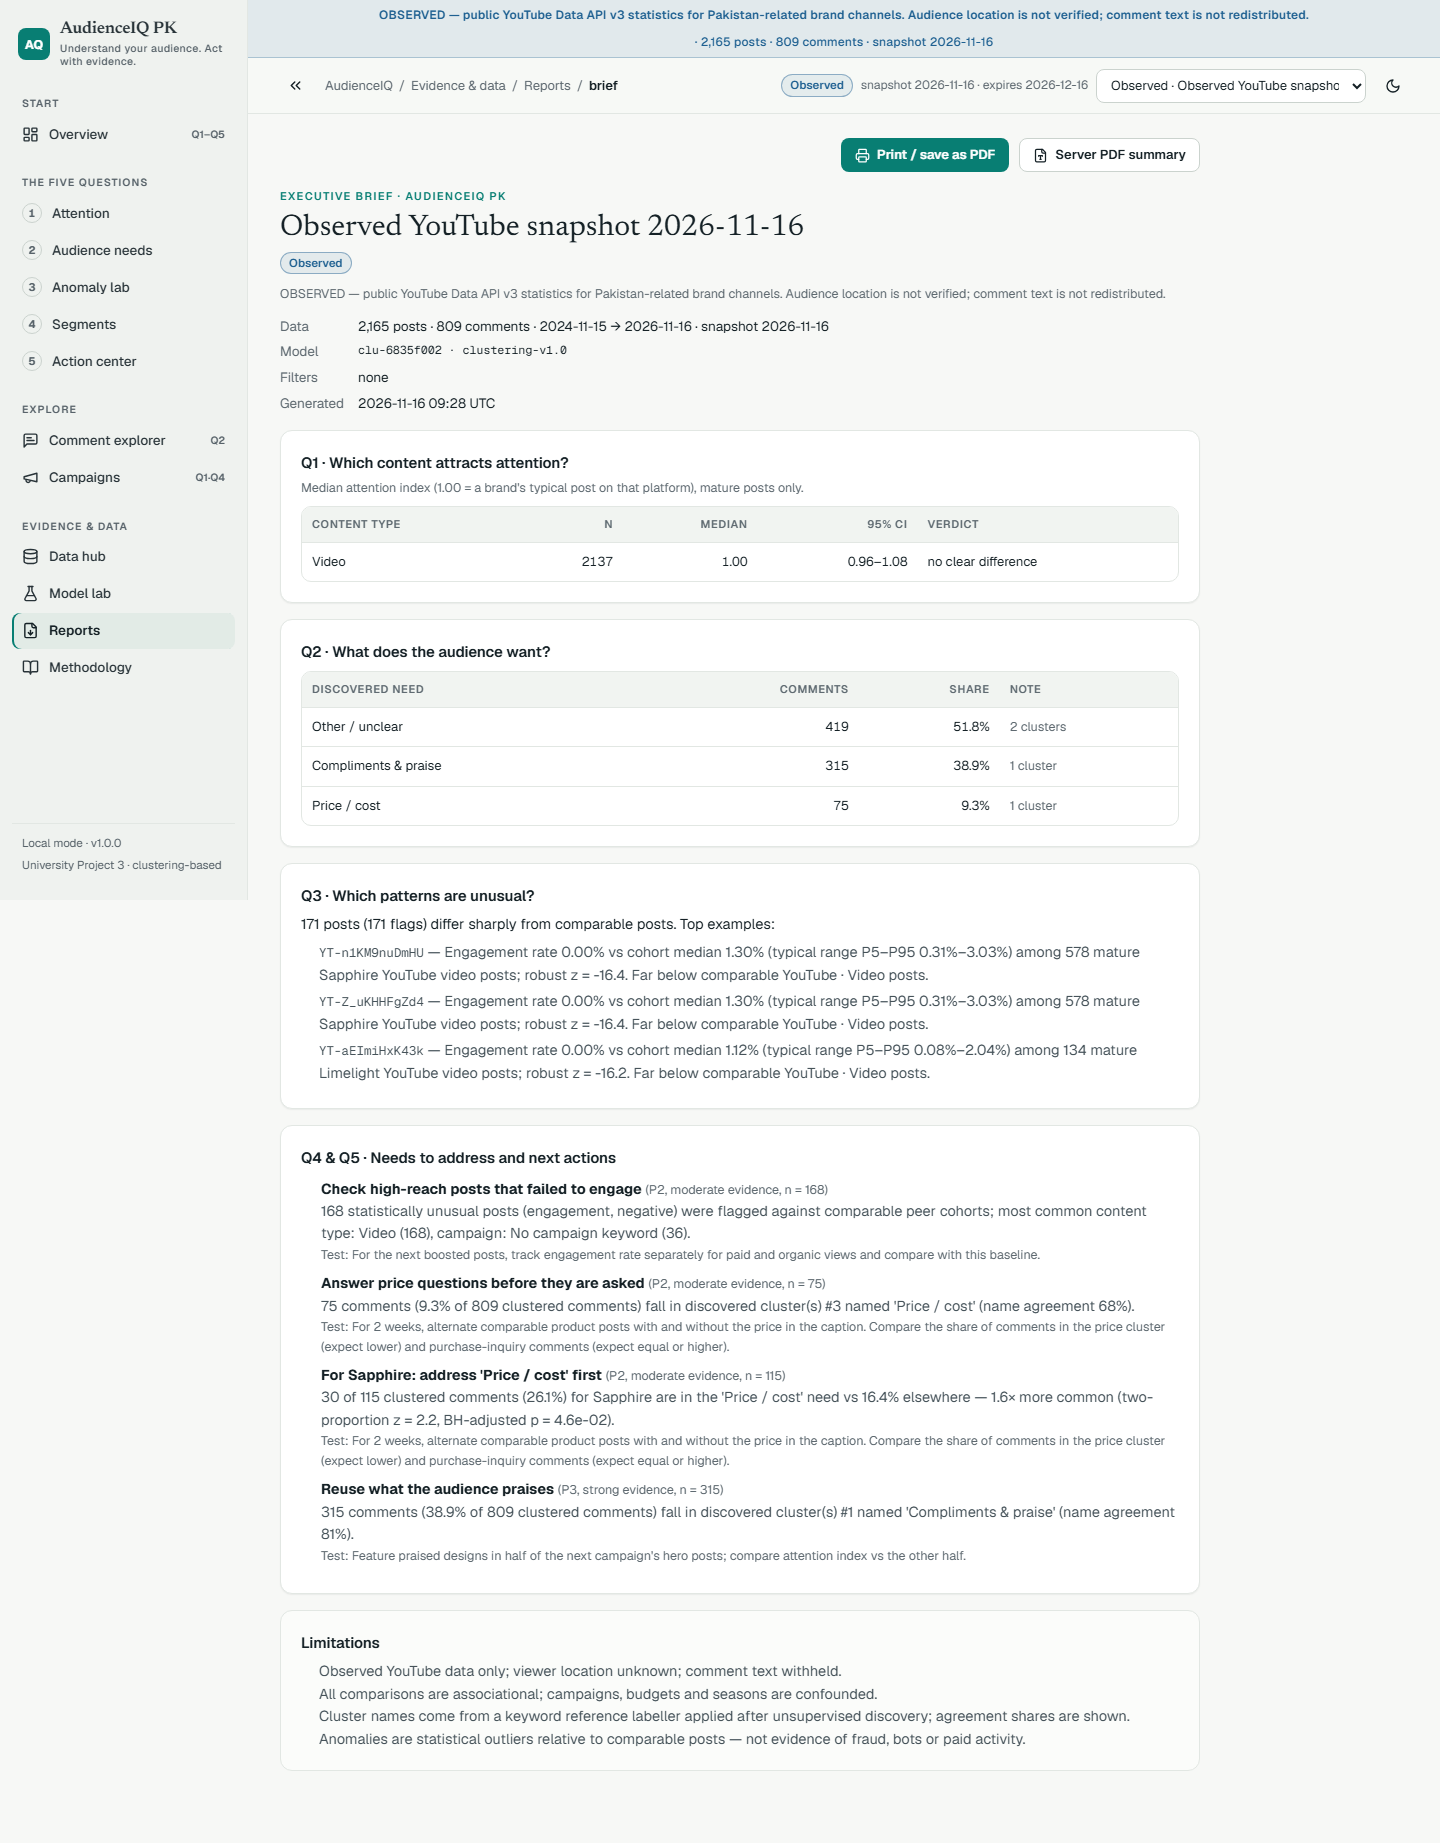 AQ
AudienceIQ PK
Understand your audience. Act
with evidence.
START
Overview Q1–Q5
THE FIVE QUESTIONS
1 Attention
2 Audience needs
3 Anomaly lab
4 Segments
5 Action center
EXPLORE
Comment explorer Q2
Campaigns Q1·Q4
EVIDENCE & DATA
Data hub
Model lab
Reports
Methodology
Local mode · v1.0.0
University Project 3 · clustering-based
OBSERVED — public YouTube Data API v3 statistics for Pakistan-related brand channels. Audience location is not verified; comment text is not redistributed.
· 2,165 posts · 809 comments · snapshot 2026-11-16
AudienceIQ / Evidence & data / Reports / brief
Observed snapshot 2026-11-16 · expires 2026-12-16 Observed · Observed YouTube snapsho
Print / save as PDF Server PDF summary
EXECUTIVE BRIEF · AUDIENCEIQ PK
Observed YouTube snapshot 2026-11-16
Observed
OBSERVED — public YouTube Data API v3 statistics for Pakistan-related brand channels. Audience location is not verified; comment text is not redistributed.
Data 2,165 posts · 809 comments · 2024-11-15 → 2026-11-16 · snapshot 2026-11-16
Model clu-6835f002 · clustering-v1.0
Filters none
Generated 2026-11-16 09:28 UTC
Q1 · Which content attracts attention?
Median attention index (1.00 = a brand's typical post on that platform), mature posts only.
CONTENT TYPE N MEDIAN 95% CI VERDICT
Video 2137 1.00 0.96–1.08 no clear difference
Q2 · What does the audience want?
DISCOVERED NEED COMMENTS SHARE NOTE
Other / unclear 419 51.8% 2 clusters
Compliments & praise 315 38.9% 1 cluster
Price / cost 75 9.3% 1 cluster
Q3 · Which patterns are unusual?
171 posts (171 flags) differ sharply from comparable posts. Top examples:
YT-n1KM9nuDmHU — Engagement rate 0.00% vs cohort median 1.30% (typical range P5–P95 0.31%–3.03%) among 578 mature
Sapphire YouTube video posts; robust z = -16.4. Far below comparable YouTube · Video posts.
YT-Z_uKHHFgZd4 — Engagement rate 0.00% vs cohort median 1.30% (typical range P5–P95 0.31%–3.03%) among 578 mature
Sapphire YouTube video posts; robust z = -16.4. Far below comparable YouTube · Video posts.
YT-aEImiHxK43k — Engagement rate 0.00% vs cohort median 1.12% (typical range P5–P95 0.08%–2.04%) among 134 mature
Limelight YouTube video posts; robust z = -16.2. Far below comparable YouTube · Video posts.
Q4 & Q5 · Needs to address and next actions
Check high-reach posts that failed to engage (P2, moderate evidence, n = 168)
168 statistically unusual posts (engagement, negative) were flagged against comparable peer cohorts; most common content
type: Video (168), campaign: No campaign keyword (36).
Test: For the next boosted posts, track engagement rate separately for paid and organic views and compare with this baseline.
Answer price questions before they are asked (P2, moderate evidence, n = 75)
75 comments (9.3% of 809 clustered comments) fall in discovered cluster(s) #3 named 'Price / cost' (name agreement 68%).
Test: For 2 weeks, alternate comparable product posts with and without the price in the caption. Compare the share of comments in the price cluster
(expect lower) and purchase-inquiry comments (expect equal or higher).
For Sapphire: address 'Price / cost' first (P2, moderate evidence, n = 115)
30 of 115 clustered comments (26.1%) for Sapphire are in the 'Price / cost' need vs 16.4% elsewhere — 1.6× more common (two-
proportion z = 2.2, BH-adjusted p = 4.6e-02).
Test: For 2 weeks, alternate comparable product posts with and without the price in the caption. Compare the share of comments in the price cluster
(expect lower) and purchase-inquiry comments (expect equal or higher).
Reuse what the audience praises (P3, strong evidence, n = 315)
315 comments (38.9% of 809 clustered comments) fall in discovered cluster(s) #1 named 'Compliments & praise' (name agreement
81%).
Test: Feature praised designs in half of the next campaign's hero posts; compare attention index vs the other half.
Limitations
Observed YouTube data only; viewer location unknown; comment text withheld.
All comparisons are associational; campaigns, budgets and seasons are confounded.
Cluster names come from a keyword reference labeller applied after unsupervised discovery; agreement shares are shown.
Anomalies are statistical outliers relative to comparable posts — not evidence of fraud, bots or paid activity.